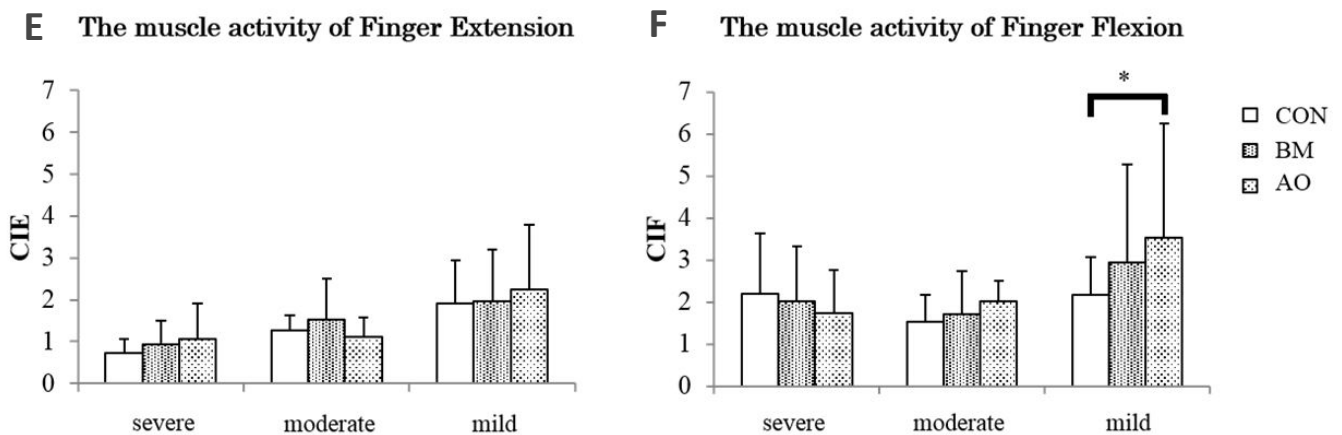 E The muscle activity of Finger Extension
7
6
5
4
3
2
1
0
CIE
severe moderate mild
F The muscle activity of Finger Flexion
7
6
5
4
3
2
1
0
CIF
*
severe moderate mild
CON
BM
AO